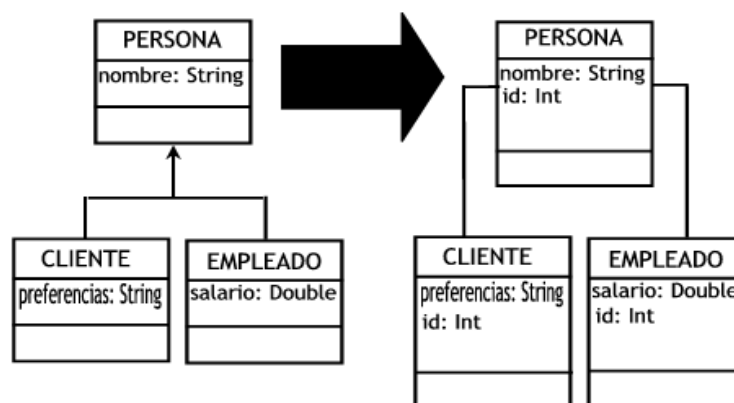 PERSONA
nombre: String
CLIENTE
preferencias: String
EMPLEADO
salario: Double
PERSONA
nombre: String
id: Int
CLIENTE
preferencias: String
id: Int
EMPLEADO
salario: Double
id: Int